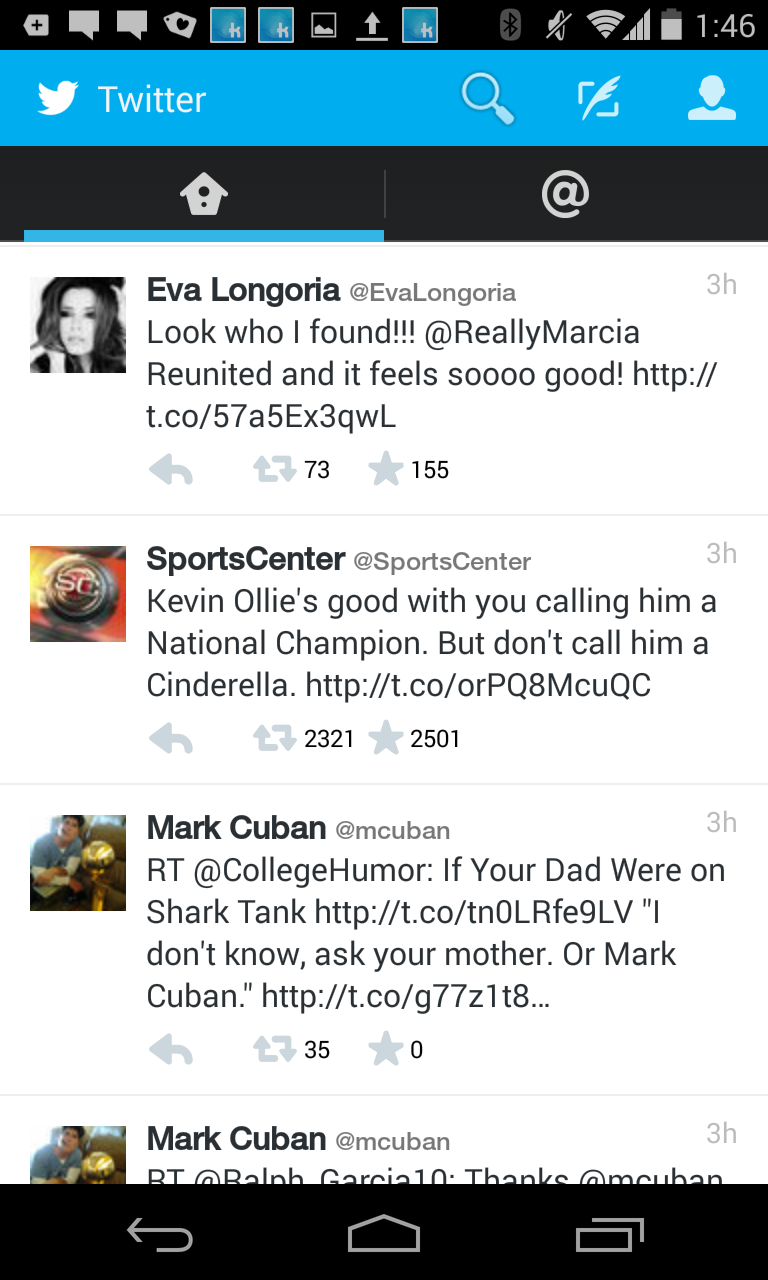 1:46
Twitter
@
Eva Longoria @EvaLongoria 3h
Look who I found!!! @ReallyMarcia
Reunited and it feels soooo good! http://
t.co/57a5Ex3qwL
73 155
SportsCenter @SportsCenter 3h
SC
Kevin Ollie's good with you calling him a
National Champion. But don't call him a
Cinderella. http://t.co/orPQ8McuQC
2321 2501
Mark Cuban @mcuban 3h
RT @CollegeHumor: If Your Dad Were on
Shark Tank http://t.co/tn0LRfe9LV "I
don't know, ask your mother. Or Mark
Cuban." http://t.co/g77z1t8…
35 0
Mark Cuban @mcuban 3h
RT @Ralph_Garcia10: Thanks @mcuban